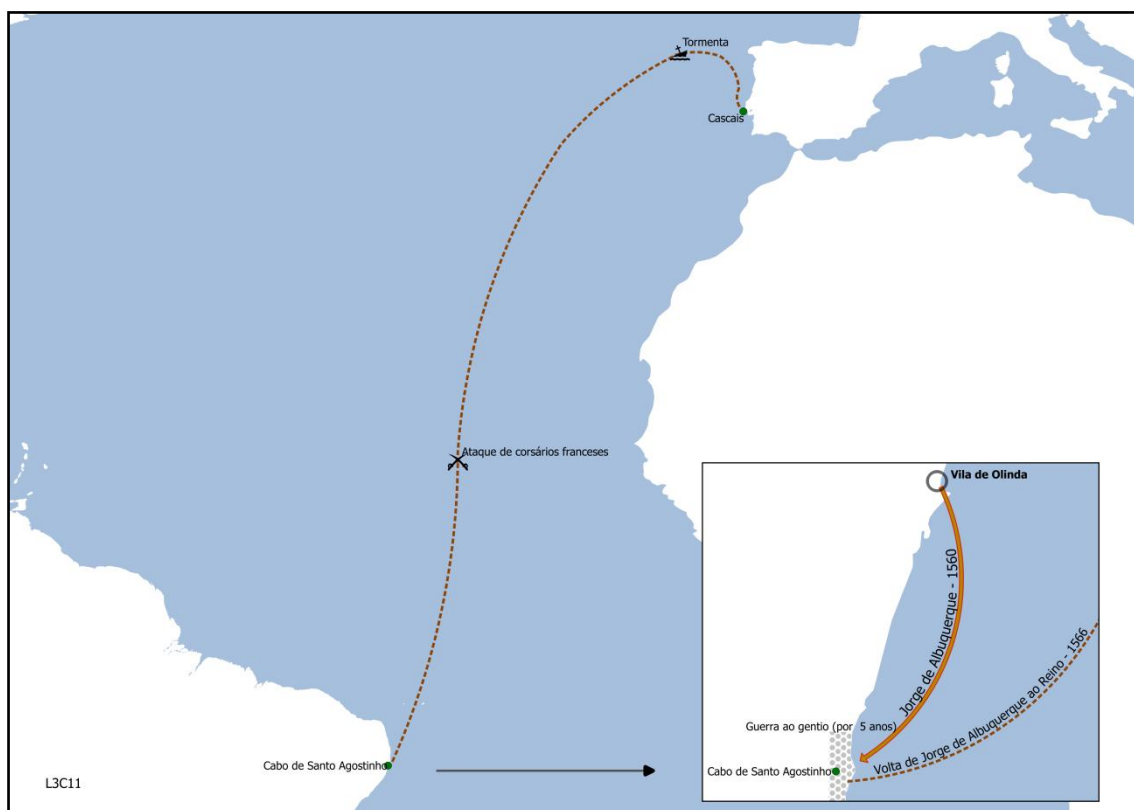 Tormenta
Cascais
Ataque de corsários franceses
Cabo de Santo Agostinho
L3C11
Vila de Olinda
Jorge de Albuquerque - 1560
Volta de Jorge de Albuquerque ao Reino - 1566
Guerra ao gentio (por 5 anos)
Cabo de Santo Agostinho